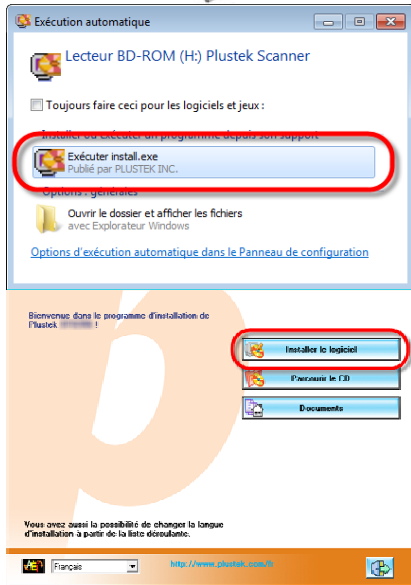 Exécution automatique
Lecteur BD-ROM (H:) Plustek Scanner
Toujours faire ceci pour les logiciels et jeux :
Installer ou exécuter un programme depuis son support
Exécuter install.exe
Publié par PLUSTEK INC.
Options : générales
Ouvrir le dossier et afficher les fichiers
avec Explorateur Windows
Options d'exécution automatique dans le Panneau de configuration
Bienvenue dans le programme d'installation de
Plustek !
Installer le logiciel
Parcourir le CD
Documents
Vous avez aussi la possibilité de changer la langue
d'installation à partir de la liste déroulante.
Français
http://www.plustek.com/fr